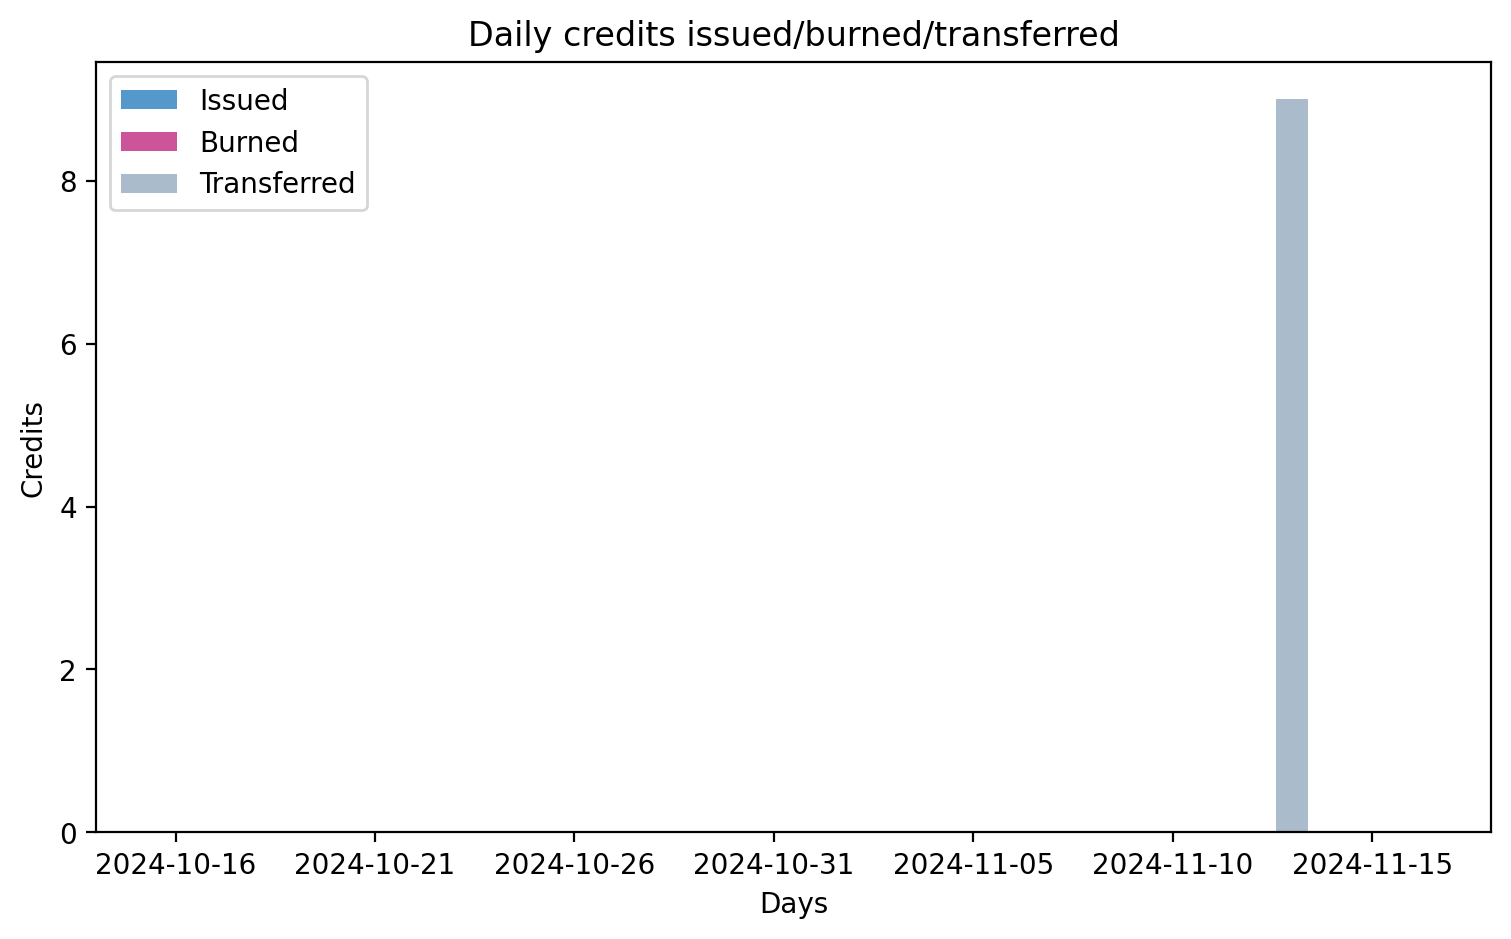 Daily credits issued/burned/transferred
Issued
Burned
Transferred
8
6
4
2
0
Credits
2024-10-16 2024-10-21 2024-10-26 2024-10-31 2024-11-05 2024-11-10 2024-11-15
Days